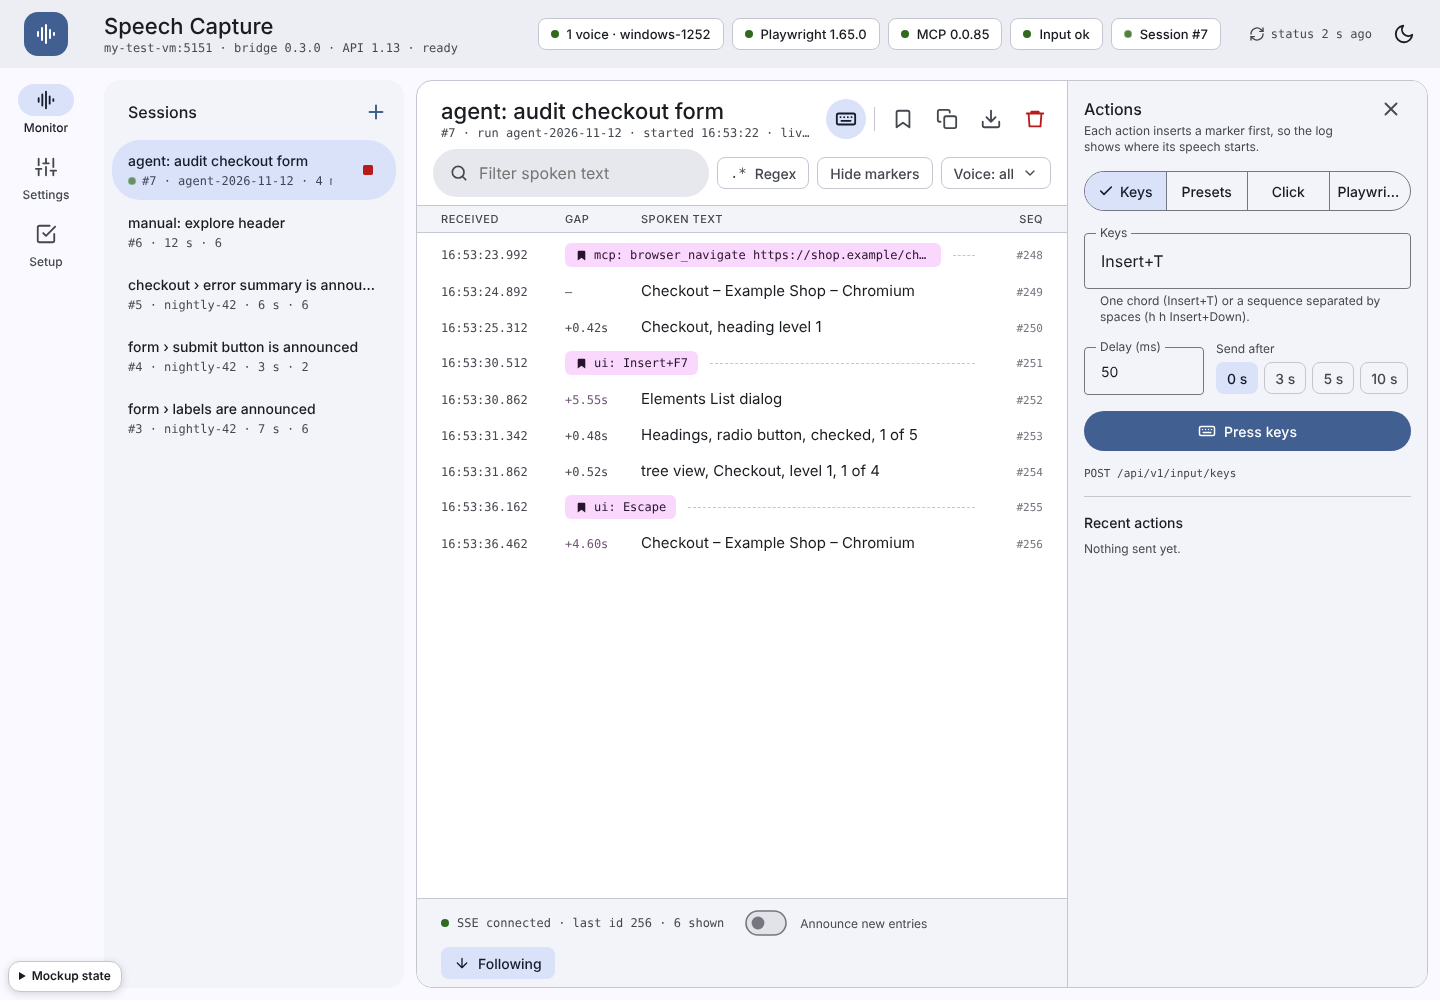 Speech Capture
my-test-vm:5151 · bridge 0.3.0 · API 1.13 · ready
1 voice · windows-1252
Playwright 1.65.0
MCP 0.0.85
Input ok
Session #7
status 2 s ago
Monitor
Settings
Setup
Sessions
agent: audit checkout form
#7 · agent-2026-11-12 · 4
manual: explore header
#6 · 12 s · 6
checkout › error summary is annou…
#5 · nightly-42 · 6 s · 6
form › submit button is announced
#4 · nightly-42 · 3 s · 2
form › labels are announced
#3 · nightly-42 · 7 s · 6
agent: audit checkout form
#7 · run agent-2026-11-12 · started 16:53:22 · liv…
Filter spoken text
.* Regex
Hide markers
Voice: all
RECEIVED GAP SPOKEN TEXT SEQ
16:53:23.992 mcp: browser_navigate https://shop.example/ch… #248
16:53:24.892 – Checkout – Example Shop – Chromium #249
16:53:25.312 +0.42s Checkout, heading level 1 #250
16:53:30.512 ui: Insert+F7 #251
16:53:30.862 +5.55s Elements List dialog #252
16:53:31.342 +0.48s Headings, radio button, checked, 1 of 5 #253
16:53:31.862 +0.52s tree view, Checkout, level 1, 1 of 4 #254
16:53:36.162 ui: Escape #255
16:53:36.462 +4.60s Checkout – Example Shop – Chromium #256
SSE connected · last id 256 · 6 shown
Announce new entries
Following
Actions
Each action inserts a marker first, so the log
shows where its speech starts.
Keys
Presets
Click
Playwri…
Keys
Insert+T
One chord (Insert+T) or a sequence separated by
spaces (h h Insert+Down).
Delay (ms)
50
Send after
0 s
3 s
5 s
10 s
Press keys
POST /api/v1/input/keys
Recent actions
Nothing sent yet.
Mockup state